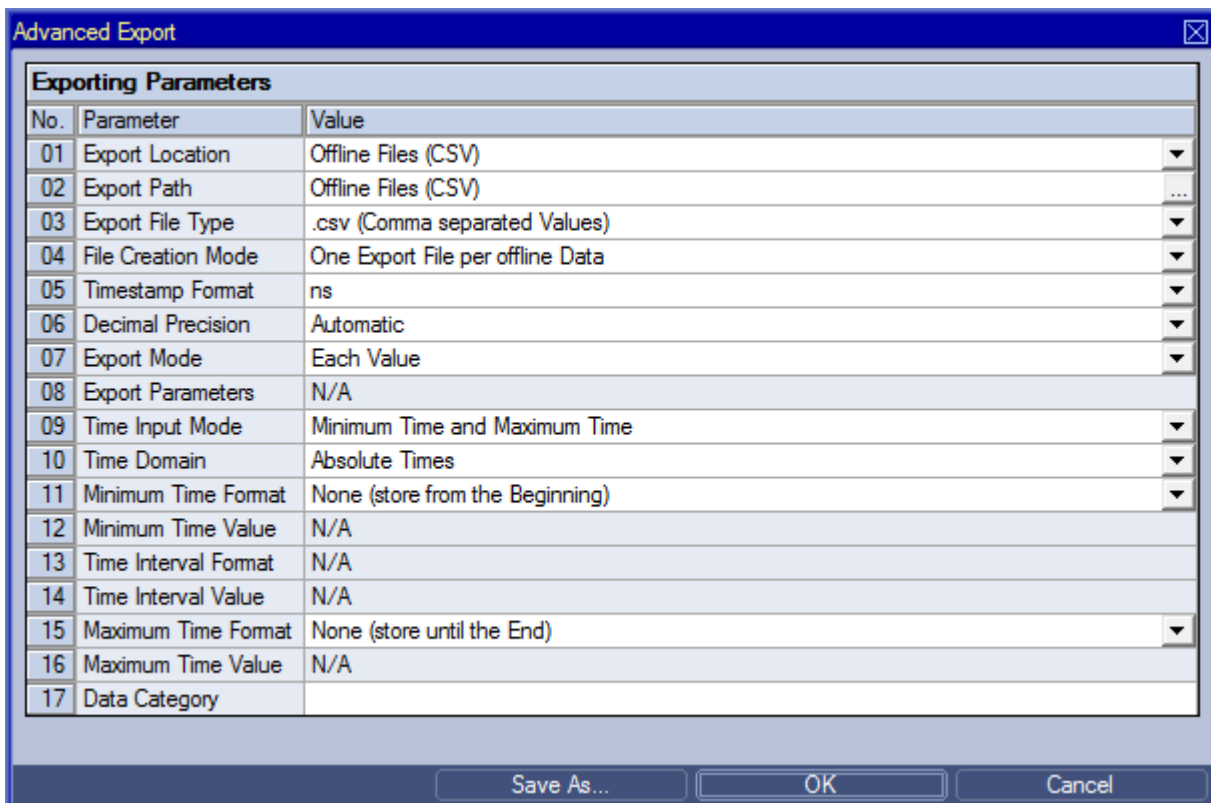 Advanced Export
Exporting Parameters
No. Parameter Value
01 Export Location Offline Files (CSV)
02 Export Path Offline Files (CSV) ...
03 Export File Type .csv (Comma separated Values)
04 File Creation Mode One Export File per offline Data
05 Timestamp Format ns
06 Decimal Precision Automatic
07 Export Mode Each Value
08 Export Parameters N/A
09 Time Input Mode Minimum Time and Maximum Time
10 Time Domain Absolute Times
11 Minimum Time Format None (store from the Beginning)
12 Minimum Time Value N/A
13 Time Interval Format N/A
14 Time Interval Value N/A
15 Maximum Time Format None (store until the End)
16 Maximum Time Value N/A
17 Data Category
Save As... OK Cancel